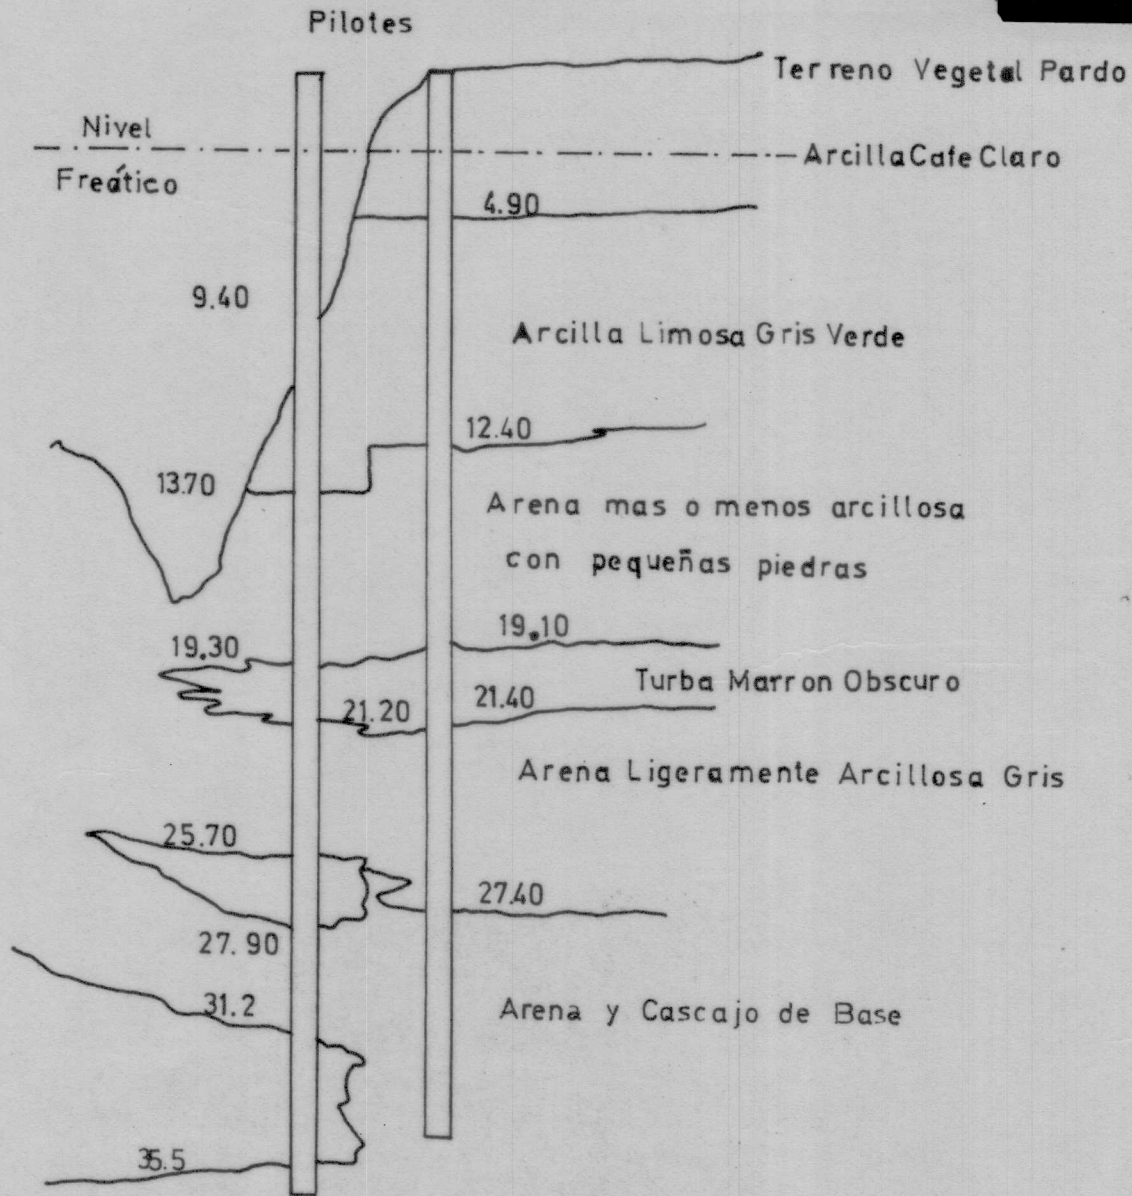 Pilotes
Terreno Vegetal Pardo
Nivel
Freático
Arcilla Cafe Claro
4.90
9.40
Arcilla Limosa Gris Verde
12.40
13.70
Arena mas o menos arcillosa
con pequeñas piedras
19.10
19.30
Turba Marron Obscuro
21.20
21.40
Arena Ligeramente Arcillosa Gris
25.70
27.40
27.90
31.2
Arena y Cascajo de Base
35.5